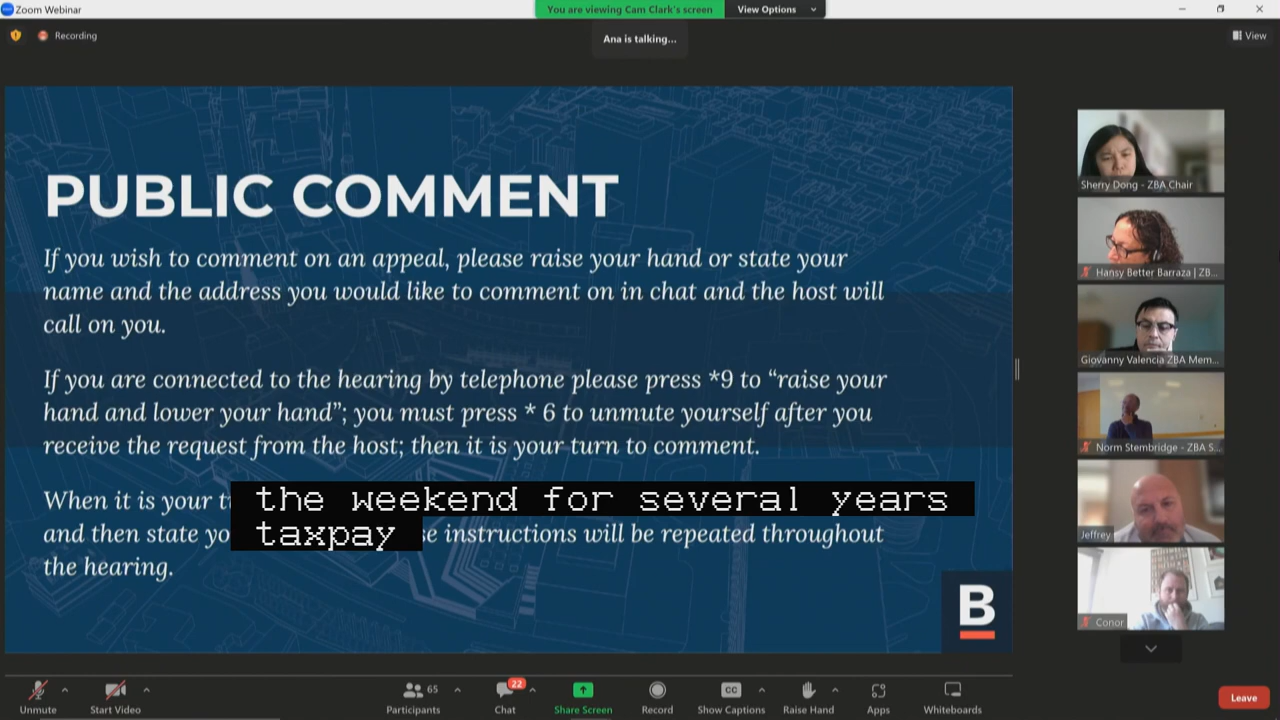 Zoom Webinar
You are viewing Cam Clark's screen
View Options
Recording
Ana is talking...
View
PUBLIC COMMENT
If you wish to comment on an appeal, please raise your hand or state your
name and the address you would like to comment on in chat and the host will
call on you.
If you are connected to the hearing by telephone please press *9 to “raise your
hand and lower your hand”; you must press * 6 to unmute yourself after you
receive the request from the host; then it is your turn to comment.
When it is your
and then state instructions will be repeated throughout
the hearing.
the weekend for several years
taxpay
B
Sherry Dong - ZBA Chair
Hansy Better Barraza | ZB...
Giovanny Valencia ZBA Mem...
Norm Stembridge - ZBA S...
Jeffrey
Conor
Unmute
Start Video
65
Participants
22
Chat
Share Screen
Record
CC
Show Captions
Raise Hand
Apps
Whiteboards
Leave